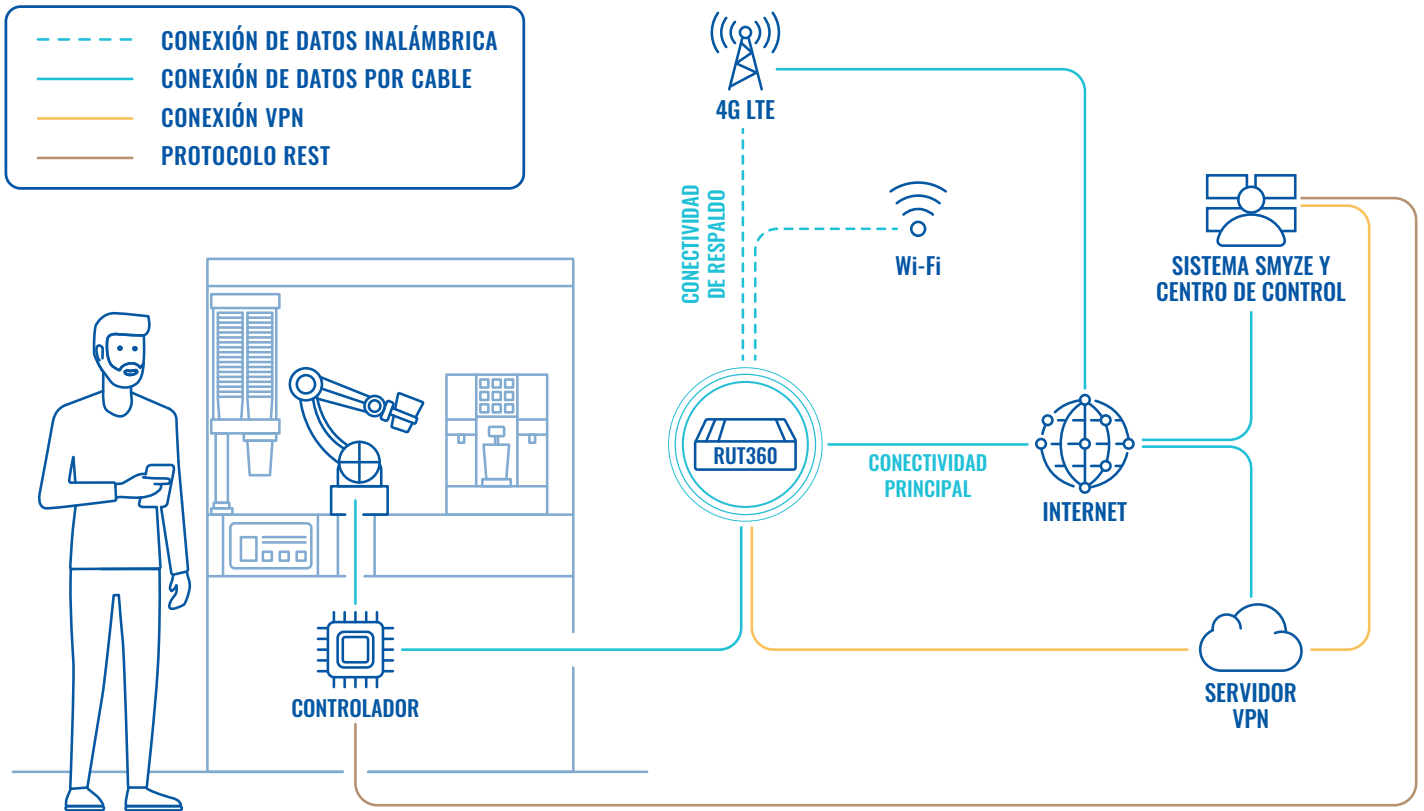 CONEXIÓN DE DATOS INALÁMBRICA
CONEXIÓN DE DATOS POR CABLE
CONEXIÓN VPN
PROTOCOLO REST
4G LTE
CONECTIVIDAD
DE RESPALDO
Wi-Fi
SISTEMA SMYZE Y
CENTRO DE CONTROL
RUT360
CONECTIVIDAD
PRINCIPAL
INTERNET
CONTROLADOR
SERVIDOR
VPN